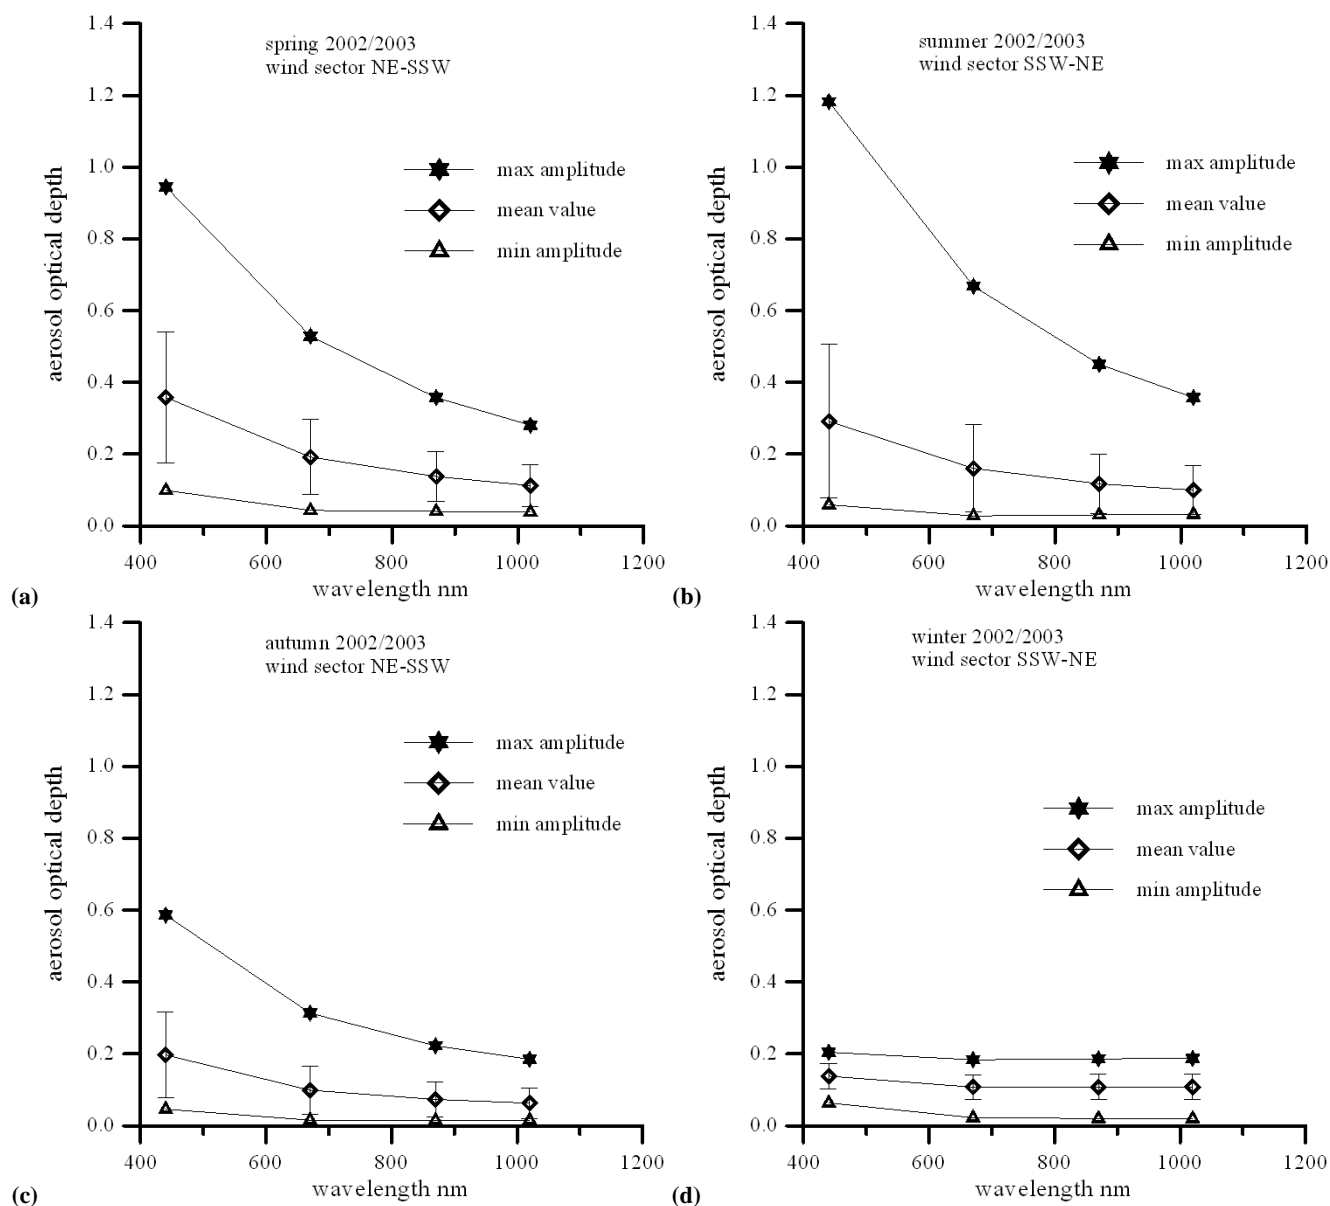 1.4
1.2
1.0
0.8
0.6
0.4
0.2
0.0
aerosol optical depth
spring 2002/2003
wind sector NE-SSW
max amplitude
mean value
min amplitude
400 600 800 1000 1200
wavelength nm
(a)
1.4
1.2
1.0
0.8
0.6
0.4
0.2
0.0
aerosol optical depth
summer 2002/2003
wind sector SSW-NE
max amplitude
mean value
min amplitude
400 600 800 1000 1200
wavelength nm
(b)
1.4
1.2
1.0
0.8
0.6
0.4
0.2
0.0
aerosol optical depth
autumn 2002/2003
wind sector NE-SSW
max amplitude
mean value
min amplitude
400 600 800 1000 1200
wavelength nm
(c)
1.4
1.2
1.0
0.8
0.6
0.4
0.2
0.0
aerosol optical depth
winter 2002/2003
wind sector SSW-NE
max amplitude
mean value
min amplitude
400 600 800 1000 1200
wavelength nm
(d)